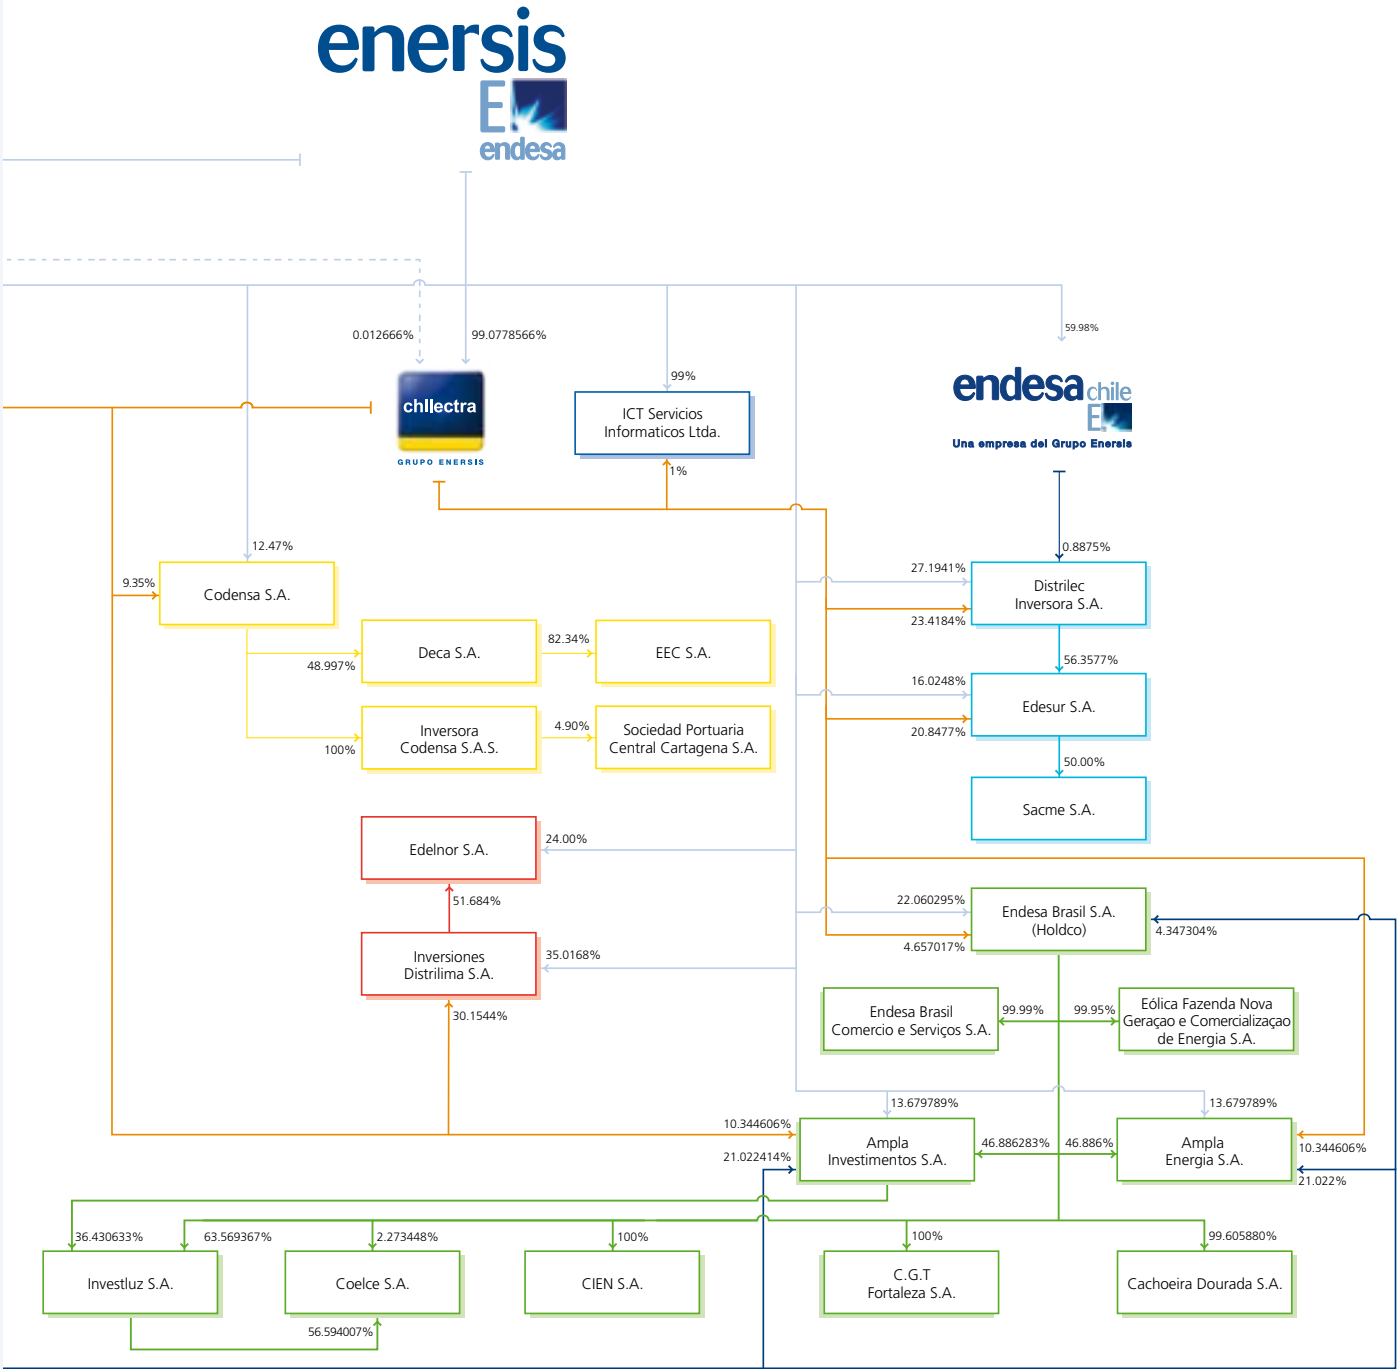 enersis
E
endesa
0.012666%
99.0778566%
59.98%
chilectra
GRUPO ENERSIS
99%
ICT Servicios
Informaticos Ltda.
1%
endesa chile
E
Una empresa del Grupo Enersis
12.47%
0.8875%
9.35%
Codensa S.A.
27.1941%
Distrilec
Inversora S.A.
23.4184%
48.997%
Deca S.A.
82.34%
EEC S.A.
56.3577%
16.0248%
Edesur S.A.
20.8477%
100%
Inversora
Codensa S.A.S.
4.90%
Sociedad Portuaria
Central Cartagena S.A.
50.00%
Sacme S.A.
Edelnor S.A.
24.00%
51.684%
22.060295%
Endesa Brasil S.A.
(Holdco)
4.657017%
4.347304%
Inversiones
Distrilima S.A.
35.0168%
30.1544%
Endesa Brasil
Comercio e Serviços S.A.
99.99%
99.95%
Eólica Fazenda Nova
Geraçao e Comercializaçao
de Energia S.A.
13.679789%
13.679789%
10.344606%
21.022414%
Ampla
Investimentos S.A.
46.886283%
46.886%
Ampla
Energia S.A.
10.344606%
21.022%
36.430633%
63.569367%
2.273448%
100%
100%
99.605880%
Investluz S.A.
Coelce S.A.
CIEN S.A.
C.G.T
Fortaleza S.A.
Cachoeira Dourada S.A.
56.594007%